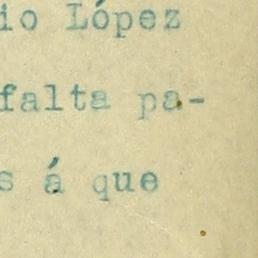 io López
falta pa-
s á que